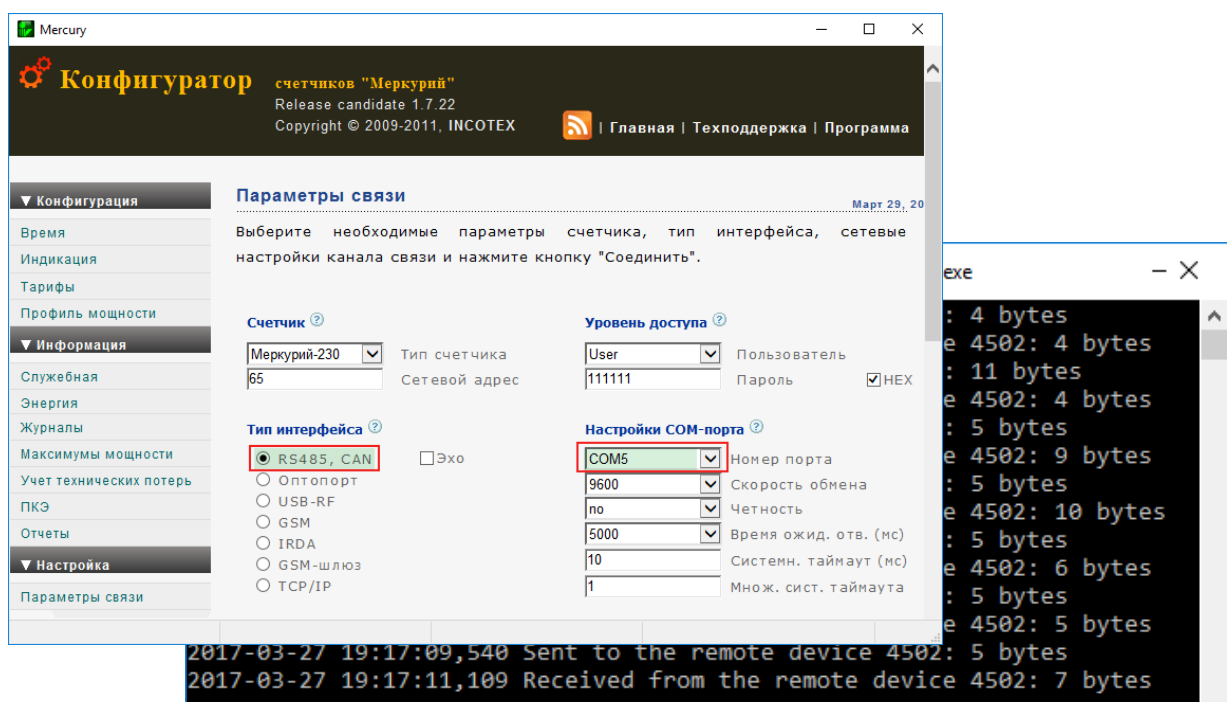 Mercury
Конфигуратор
счетчиков "Меркурий"
Release candidate 1.7.22
Copyright © 2009-2011, INCOTEX
| Главная | Техподдержка | Программа
▼ Конфигурация
Время
Индикация
Тарифы
Профиль мощности
▼ Информация
Служебная
Энергия
Журналы
Максимумы мощности
Учет технических потерь
ПКЭ
Отчеты
▼ Настройка
Параметры связи
Параметры связи
Март 29, 20
Выберите необходимые параметры счетчика, тип интерфейса, сетевые
настройки канала связи и нажмите кнопку "Соединить".
Счетчик ?
Меркурий-230 Тип счетчика
65 Сетевой адрес
Уровень доступа ?
User Пользователь
111111 Пароль HEX
Тип интерфейса ?
RS485, CAN Эхо
Оптопорт
USB-RF
GSM
IRDA
GSM-шлюз
TCP/IP
Настройки COM-порта ?
COM5 Номер порта
9600 Скорость обмена
no Четность
5000 Время ожид. отв. (мс)
10 Системн. таймаут (мс)
1 Множ. сист. таймаута
exe
: 4 bytes
e 4502: 4 bytes
: 11 bytes
e 4502: 4 bytes
: 5 bytes
e 4502: 9 bytes
: 5 bytes
e 4502: 10 bytes
: 5 bytes
e 4502: 6 bytes
: 5 bytes
e 4502: 5 bytes
2017-03-27 19:17:09,540 Sent to the remote device 4502: 5 bytes
2017-03-27 19:17:11,109 Received from the remote device 4502: 7 bytes